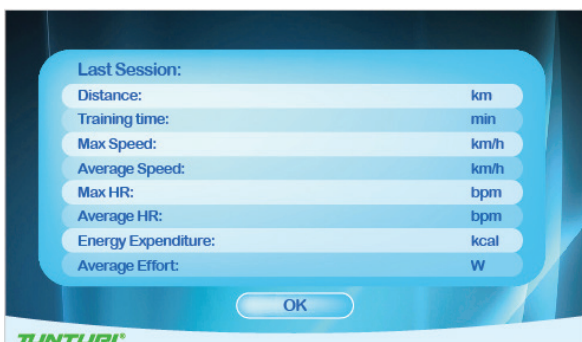 Last Session:
Distance: km
Training time: min
Max Speed: km/h
Average Speed: km/h
Max HR: bpm
Average HR: bpm
Energy Expenditure: kcal
Average Effort: W
OK
TUNTURI®